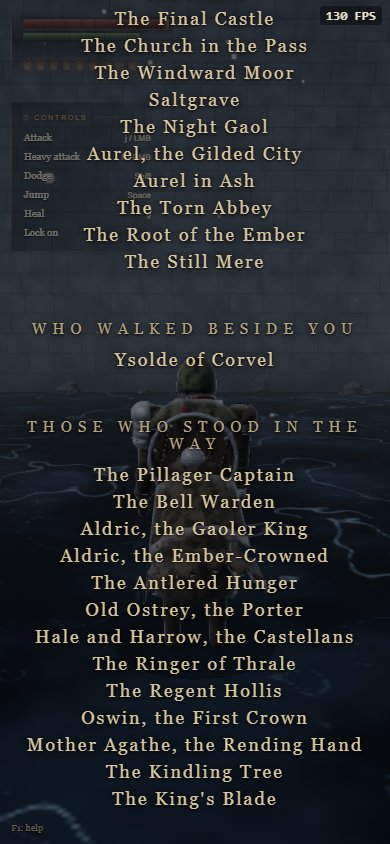 The Final Castle
130 FPS
The Church in the Pass
The Windward Moor
Saltgrave
◇ CONTROLS
The Night Gaol
Attack j / LMB
Heavy attack
Aurel, the Gilded City
Dodge Shift
Aurel in Ash
Jump Space
The Torn Abbey
Heal
Lock on
The Root of the Ember
The Still Mere
WHO WALKED BESIDE YOU
Ysolde of Corvel
THOSE WHO STOOD IN THE
WAY
The Pillager Captain
The Bell Warden
Aldric, the Gaoler King
Aldric, the Ember-Crowned
The Antlered Hunger
Old Ostrey, the Porter
Hale and Harrow, the Castellans
The Ringer of Thrale
The Regent Hollis
Oswin, the First Crown
Mother Agathe, the Rending Hand
The Kindling Tree
The King's Blade
F1: help